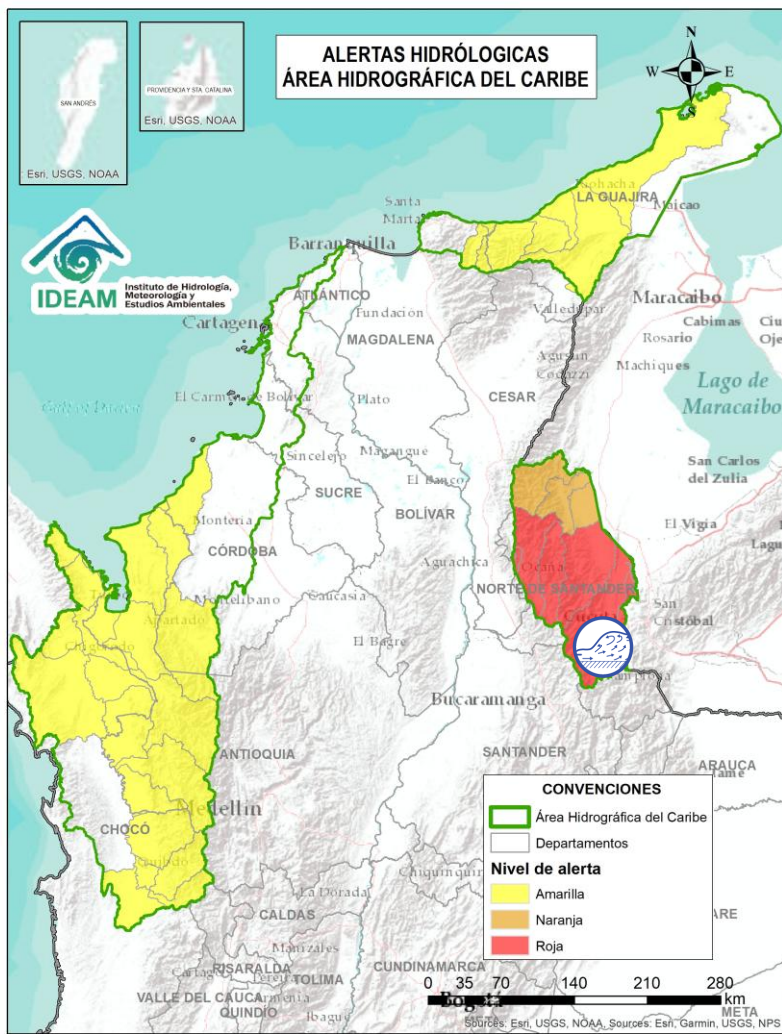 ALERTAS HIDRÓLOGICAS
ÁREA HIDROGRÁFICA DEL CARIBE
N
W
E
S
SAN ANDRÉS
Esri, USGS, NOAA
PROVIDENCIA Y STA. CATALINA
Esri, USGS, NOAA
IDEAM
Instituto de Hidrología,
Meteorología y
Estudios Ambientales
LA GUAJIRA
Maicao
Santa
Marta
Barranquilla
ATLÁNTICO
Cartagen
Fundación
MAGDALENA
Valledupar
Maracaibo
Cabimas
Rosario
Machiques
Agustín
Codazzi
CESAR
Lago de
Maracaibo
El Carmen de Bolívar
Plato
Sincelejo
Magangue
San Carlos
del Zulia
SUCRE
El Banco
BOLÍVAR
Montería
CÓRDOBA
El Vigía
Aguachica
Ocaña
NORTE DE SANTANDER
Montelíbano
Caucasia
Apartado
Cúcuta
San
Cristóbal
El Bagre
Bucaramanga
ANTIOQUIA
SANTANDER
ARAUCA
CHOCÓ
Medellín
Quibdó
La Dorada
CALDAS
Manizales
RISARALDA
TOLIMA
CUNDINAMARCA
VALLE DEL CAUCA
QUINDÍO
Ibague
Bogotá
META
META
CONVENCIONES
Área Hidrográfica del Caribe
Departamentos
Nivel de alerta
Amarilla
Naranja
Roja
0 35 70 140 210 280
km
Sources: Esri, USGS, NOAA, Sources: Esri, Garmin, USGS, NPS